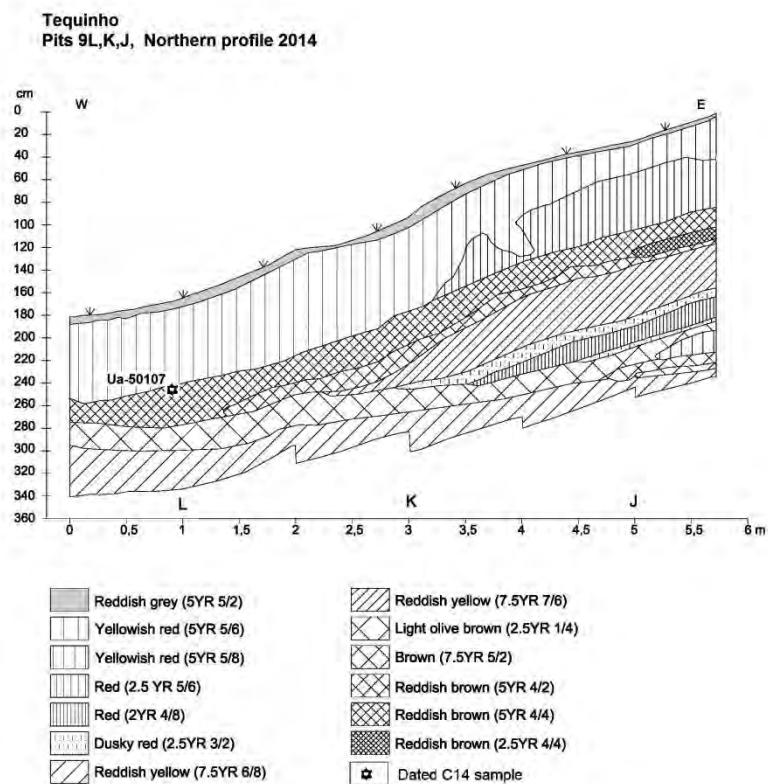 Tequinho
Pits 9L,K,J, Northern profile 2014
cm
W
E
0
20
40
60
80
100
120
140
160
180
200
220
240
260
280
300
320
340
360
Ua-50107
L
K
J
0
0,5
1
1,5
2
2,5
3
3,5
4
4,5
5
5,5
6 m
Reddish grey (5YR 5/2)
Yellowish red (5YR 5/6)
Yellowish red (5YR 5/8)
Red (2.5 YR 5/6)
Red (2YR 4/8)
Dusky red (2.5YR 3/2)
Reddish yellow (7.5YR 6/8)
Reddish yellow (7.5YR 7/6)
Light olive brown (2.5YR 1/4)
Brown (7.5YR 5/2)
Reddish brown (5YR 4/2)
Reddish brown (5YR 4/4)
Reddish brown (2.5YR 4/4)
Dated C14 sample